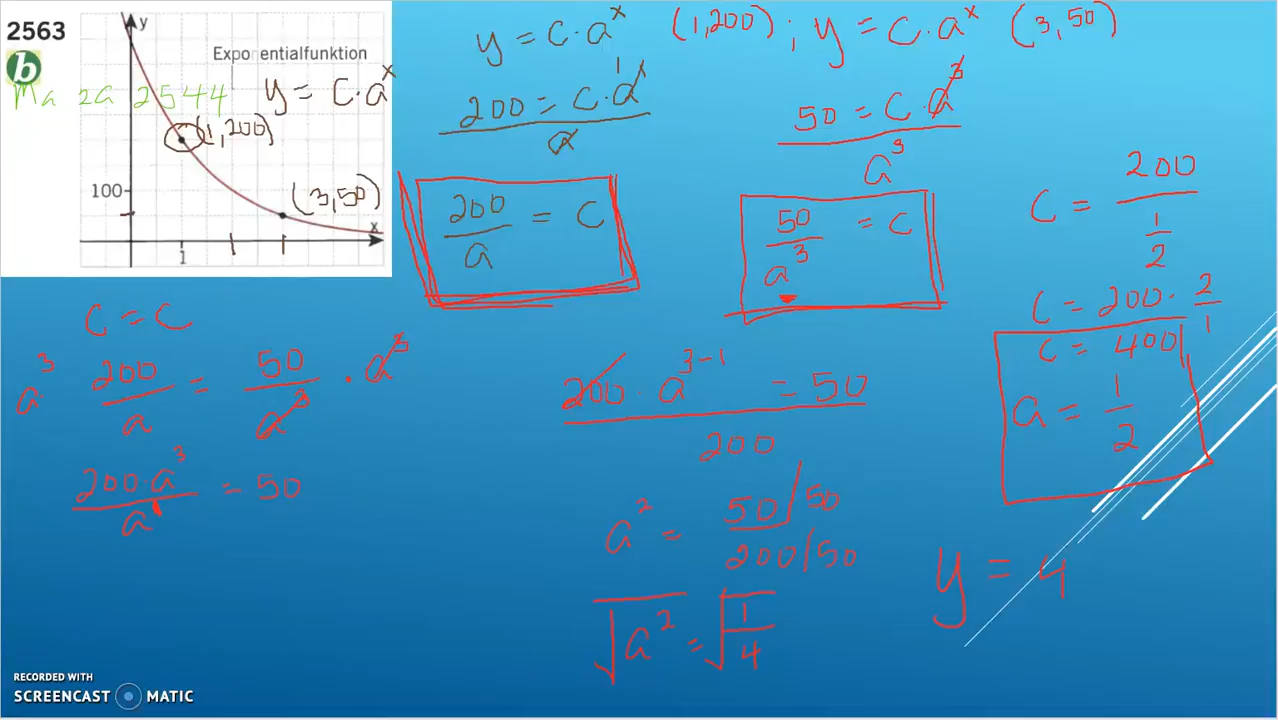 2563
b
y
Exponentialfunktion
Ma 2a 2544
y = C·a^x
(1,200)
100
(3,50)
x
1
y = C·a^x (1,200) ; y = C·a^x (3,50)
200 = C·a^1
a
200/a = C
50 = C·a^3
a^3
50/a^3 = C
C = 200/(1/2)
C = 200·2/1
C = 400
a = 1/2
C = C
a^3· 200/a = 50/a^3 · a^3
200·a^3/a^1 = 50
200·a^(3-1) = 50
200
a^2 = 50/50
200/50
√a^2 = √1/4
y = 4
RECORDED WITH
SCREENCAST MATIC